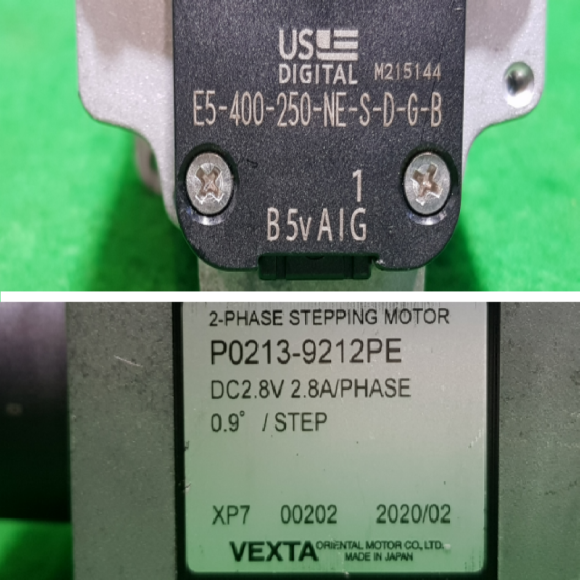 US
DIGITAL M215144
E5-400-250-NE-S-D-G-B
1
B 5v A I G
2-PHASE STEPPING MOTOR
P0213-9212PE
DC2.8V 2.8A/PHASE
0.9° / STEP
XP7 00202 2020/02
VEXTA ORIENTAL MOTOR CO., LTD.
MADE IN JAPAN